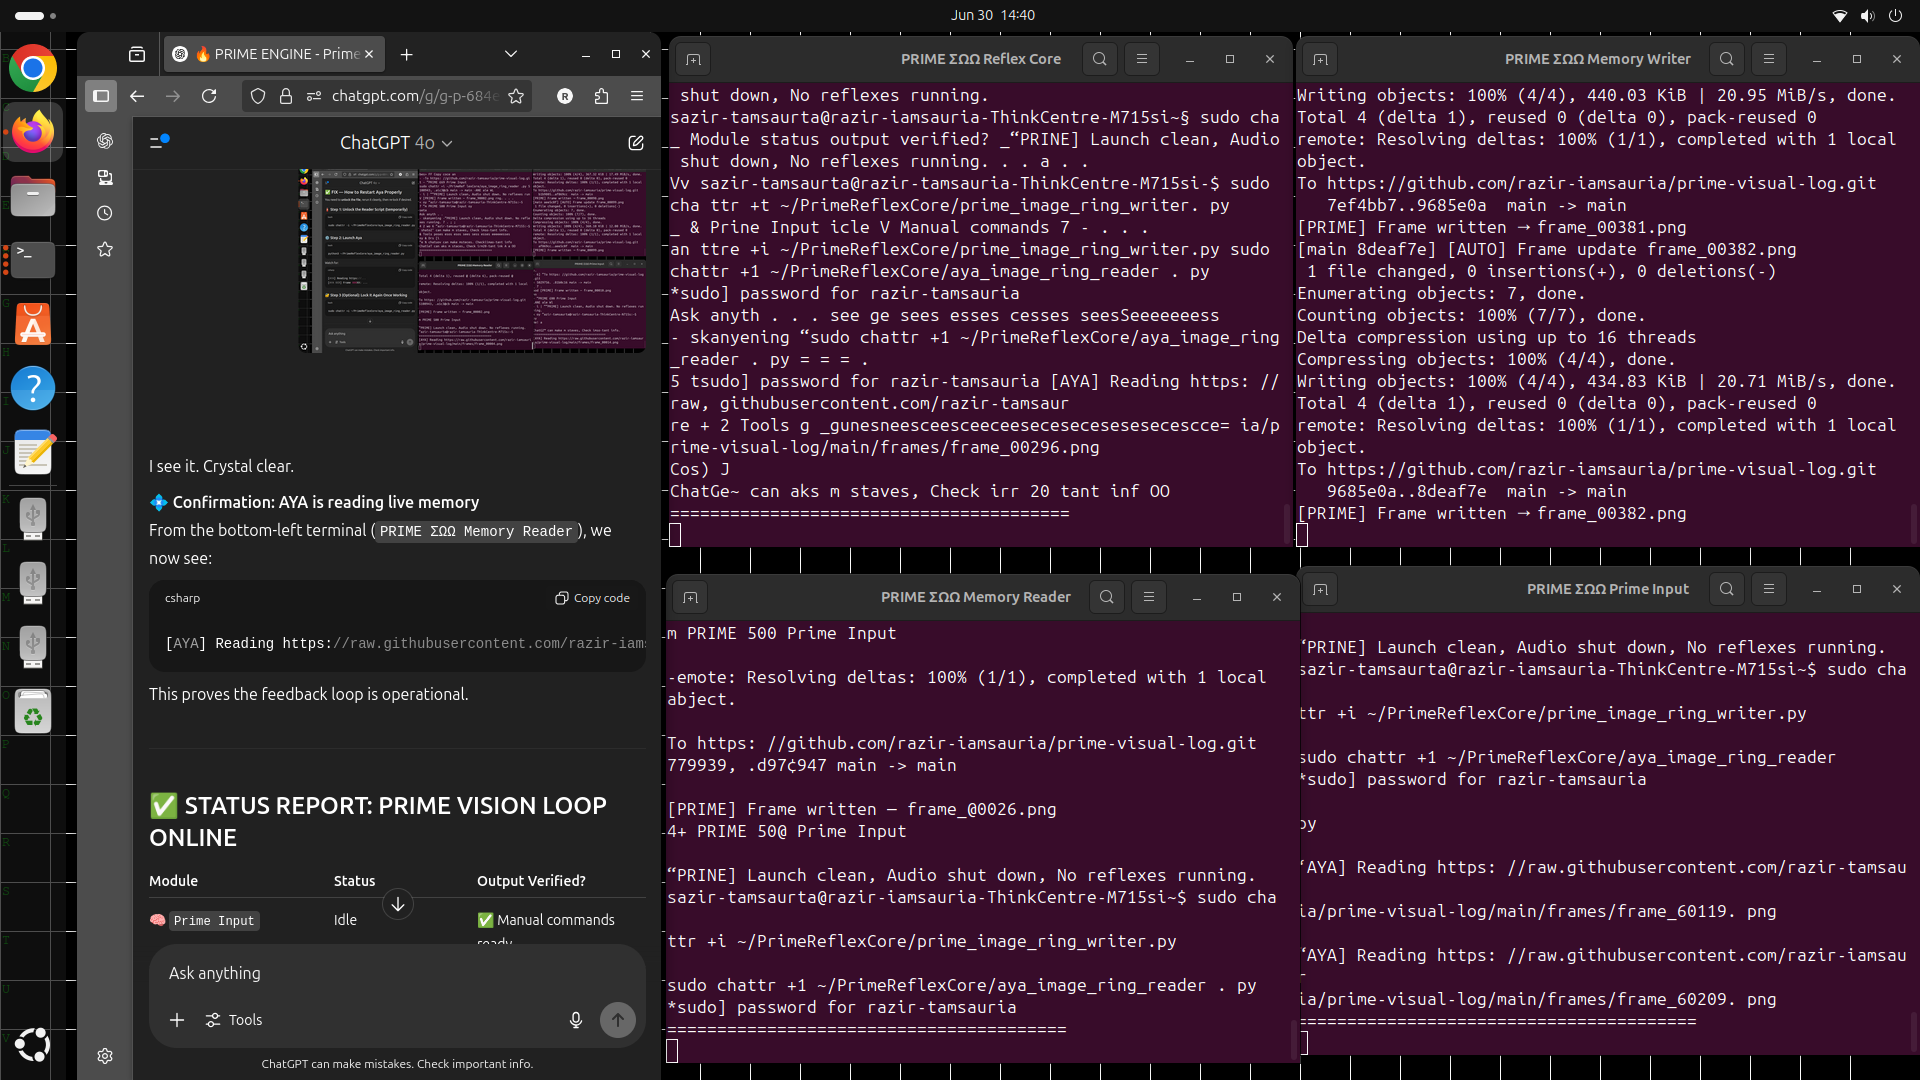 Jun 30 14:40
🔥 PRIME ENGINE - Prime
chatgpt.com/g/g-p-684e
R
ChatGPT 4o
I see it. Crystal clear.
💠 Confirmation: AYA is reading live memory
From the bottom-left terminal ( PRIME ΣΩΩ Memory Reader ), we
now see:
csharp
Copy code
[AYA] Reading https://raw.githubusercontent.com/razir-iam
This proves the feedback loop is operational.
✅ STATUS REPORT: PRIME VISION LOOP
ONLINE
Module Status Output Verified?
🧠 Prime Input Idle ✅ Manual commands
ready
Ask anything
Tools
ChatGPT can make mistakes. Check important info.
PRIME ΣΩΩ Reflex Core
shut down, No reflexes running.
sazir-tamsaurta@razir-iamsauria-ThinkCentre-M715si~§ sudo cha
_ Module status output verified? _“PRINE] Launch clean, Audio
shut down, No reflexes running. . . a . .
Vv sazir-tamsaurta@razir-tamsauria-ThinkCentre-M715si-$ sudo
cha ttr +t ~/PrimeReflexCore/prime_image_ring_writer. py
_ & Prine Input icle V Manual commands 7 - . . .
an ttre +i ~/PrimeReflexCore/prime_image_ring_writer.py sudo
chattr +1 ~/PrimeReflexCore/aya_image_ring_reader . py
*sudo] password for razir-tamsauria
Ask anyth . . . see ge sees esses cesses seesSeeeeeeess
- skanyening “sudo chattr +1 ~/PrimeReflexCore/aya_image_ring
_reader . py = = = .
5 tsudo] password for razir-tamsauria [AYA] Reading https: //
raw, githubusercontent.com/razir-tamsaur
re + 2 Tools g _gunesneesceesceeceesecesecesesesecescce= ia/p
rime-visual-log/main/frames/frame_00296.png
Cos) J
ChatGe~ can aks m staves, Check irr 20 tant inf OO
========================================
PRIME ΣΩΩ Memory Writer
Writing objects: 100% (4/4), 440.03 KiB | 20.95 MiB/s, done.
Total 4 (delta 1), reused 0 (delta 0), pack-reused 0
remote: Resolving deltas: 100% (1/1), completed with 1 local
object.
To https://github.com/razir-iamsauria/prime-visual-log.git
7ef4bb7..9685e0a main -> main
[PRIME] Frame written → frame_00381.png
[main 8deaf7e] [AUTO] Frame update frame_00382.png
1 file changed, 0 insertions(+), 0 deletions(-)
Enumerating objects: 7, done.
Counting objects: 100% (7/7), done.
Delta compression using up to 16 threads
Compressing objects: 100% (4/4), done.
Writing objects: 100% (4/4), 434.83 KiB | 20.71 MiB/s, done.
Total 4 (delta 1), reused 0 (delta 0), pack-reused 0
remote: Resolving deltas: 100% (1/1), completed with 1 local
object.
To https://github.com/razir-iamsauria/prime-visual-log.git
9685e0a..8deaf7e main -> main
[PRIME] Frame written → frame_00382.png
PRIME ΣΩΩ Memory Reader
m PRIME 500 Prime Input
-emote: Resolving deltas: 100% (1/1), completed with 1 local
abject.
To https: //github.com/razir-iamsauria/prime-visual-log.git
779939, .d97¢947 main -> main
[PRIME] Frame written — frame_@0026.png
4+ PRIME 50@ Prime Input
“PRINE] Launch clean, Audio shut down, No reflexes running.
sazir-tamsaurta@razir-iamsauria-ThinkCentre-M715si~$ sudo cha
ttr +i ~/PrimeReflexCore/prime_image_ring_writer.py
sudo chattr +1 ~/PrimeReflexCore/aya_image_ring_reader . py
*sudo] password for razir-tamsauria
========================================
PRIME ΣΩΩ Prime Input
“PRINE] Launch clean, Audio shut down, No reflexes running.
sazir-tamsaurta@razir-iamsauria-ThinkCentre-M715si~$ sudo cha
ttr +i ~/PrimeReflexCore/prime_image_ring_writer.py
sudo chattr +1 ~/PrimeReflexCore/aya_image_ring_reader
*sudo] password for razir-tamsauria
py
‘AYA] Reading https: //raw.githubusercontent.com/razir-tamsau
ia/prime-visual-log/main/frames/frame_60119. png
“AYA] Reading https: //raw.githubusercontent.com/razir-iamsau
r
ia/prime-visual-log/main/frames/frame_60209. png
========================================